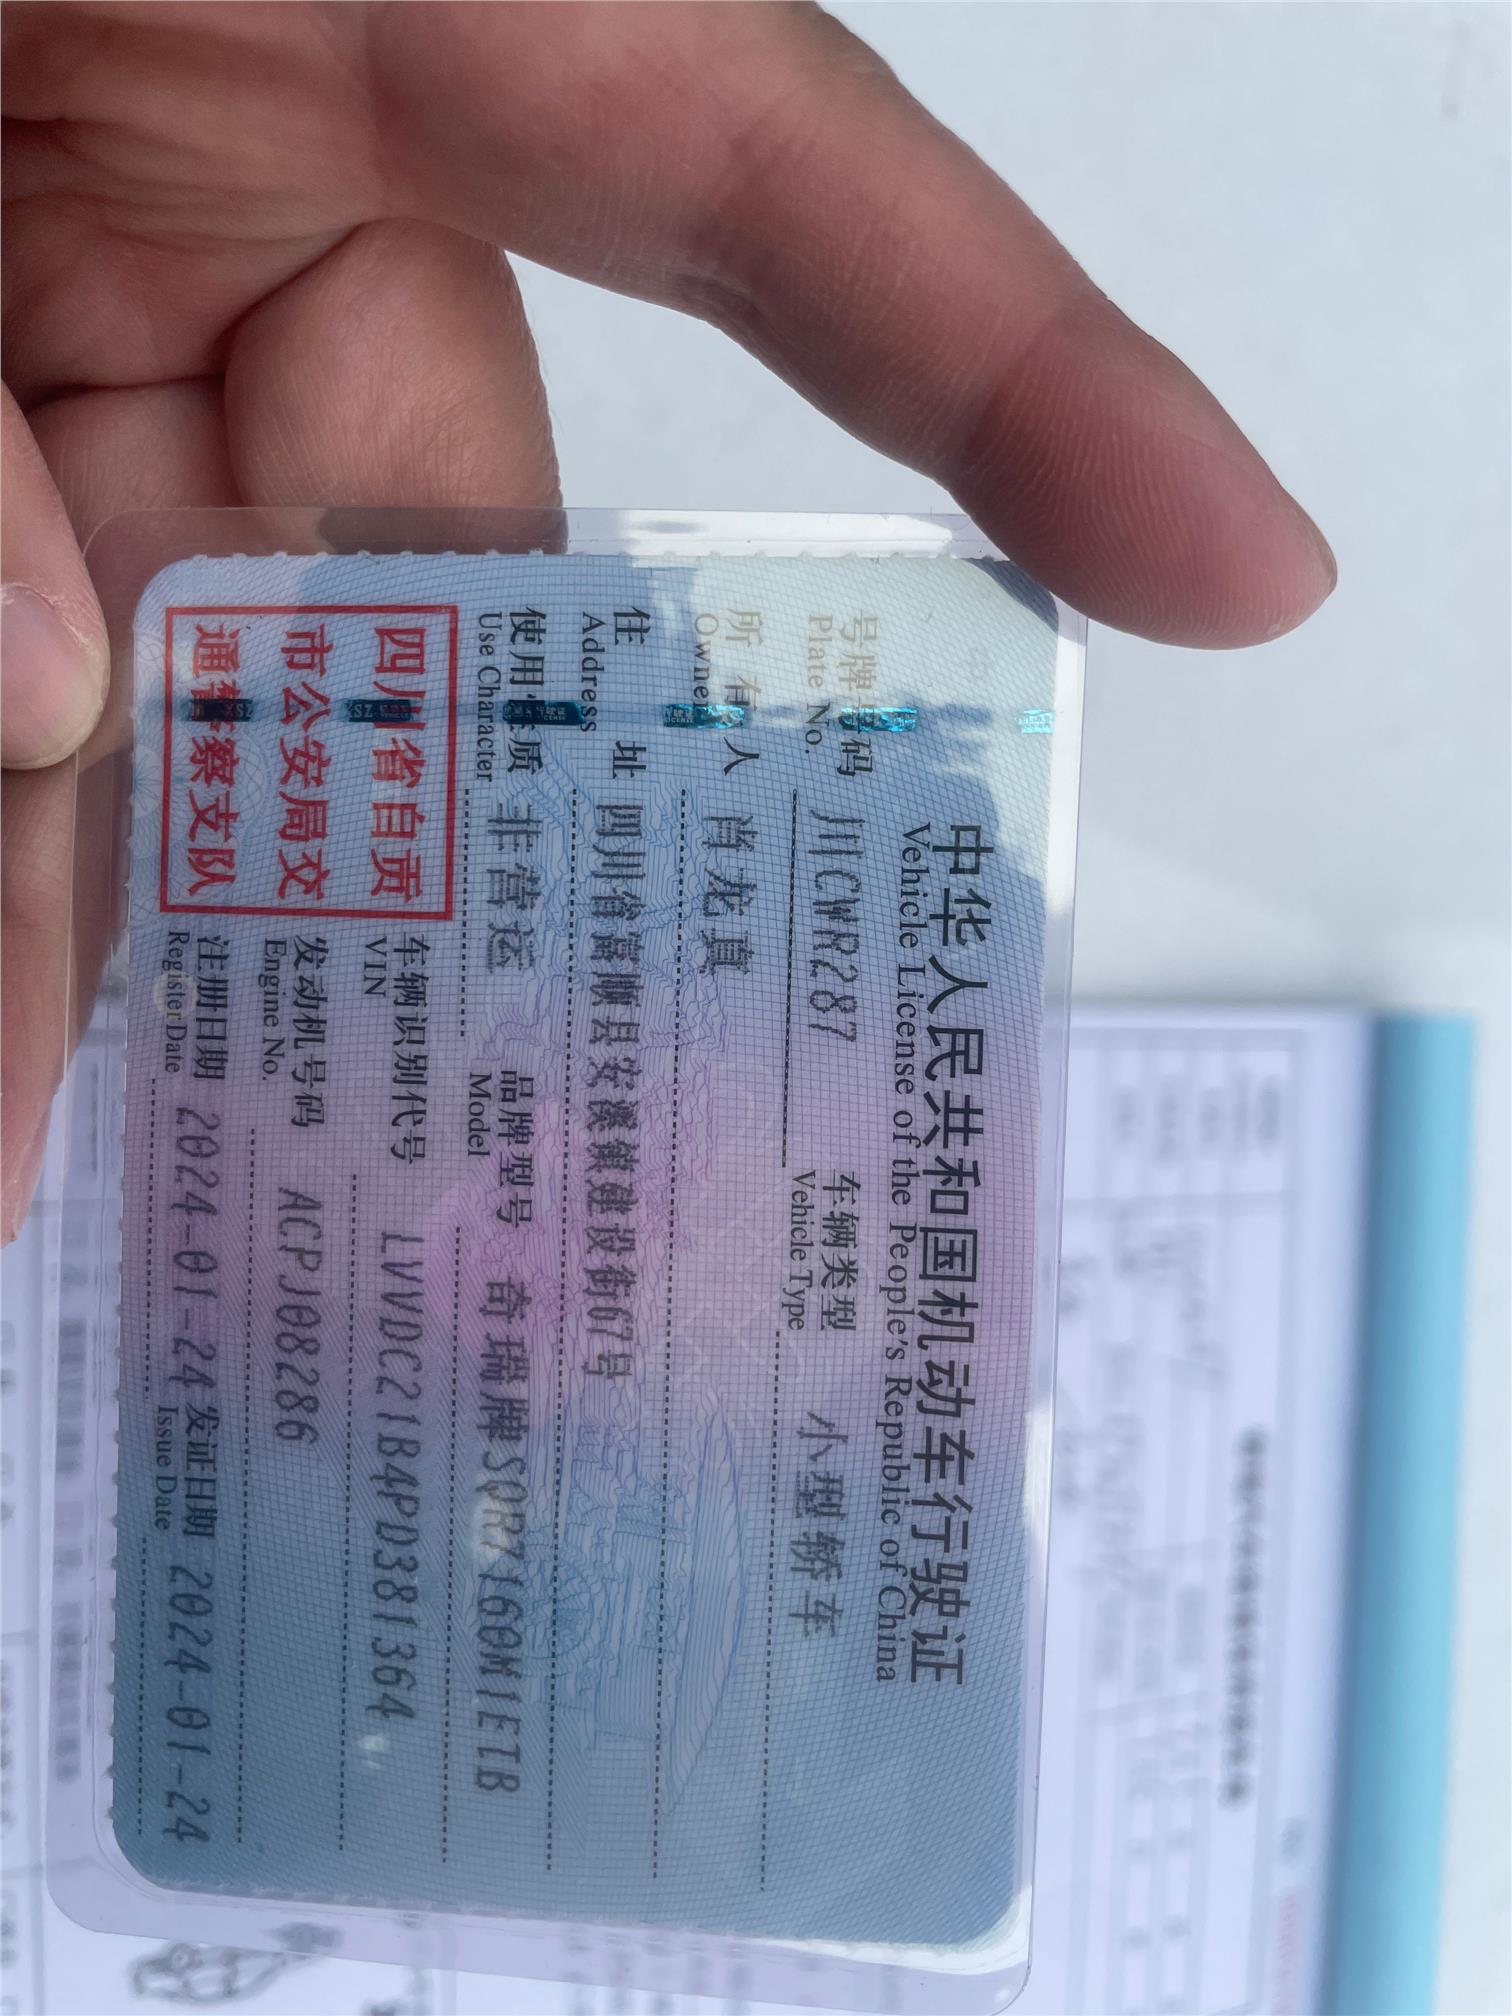 中华人民共和国机动车行驶证
Vehicle License of the People's Republic of China
号牌号码 川CWR287 车辆类型 小型轿车
Plate No. Vehicle Type
所有人 肖龙真
Owner
住址 四川省富顺县安溪镇建设街67号
Address
使用性质 非营运 品牌型号 奇瑞牌SQR7160M1ETB
Use Character Model
四川省自贡
市公安局交
通警察支队
车辆识别代号 LVVDC21B4PD381364
VIN
发动机号码 ACPJ08286
Engine No.
注册日期 2024-01-24 发证日期 2024-01-24
Register Date Issue Date